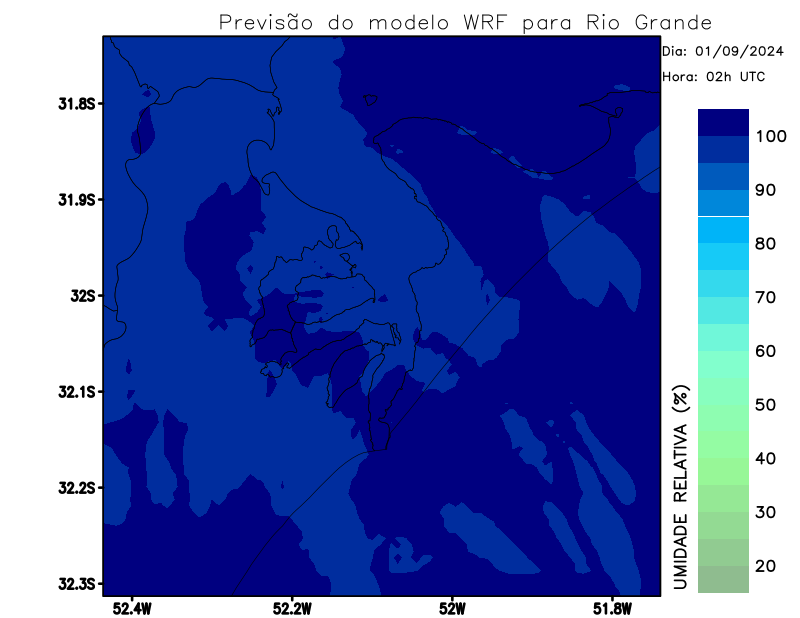 Previsão do modelo WRF para Rio Grande
Dia: 01/09/2024
Hora: 02h UTC
31.8S
31.9S
32S
32.1S
32.2S
32.3S
52.4W
52.2W
52W
51.8W
100
90
80
70
60
50
40
30
20
UMIDADE RELATIVA (%)